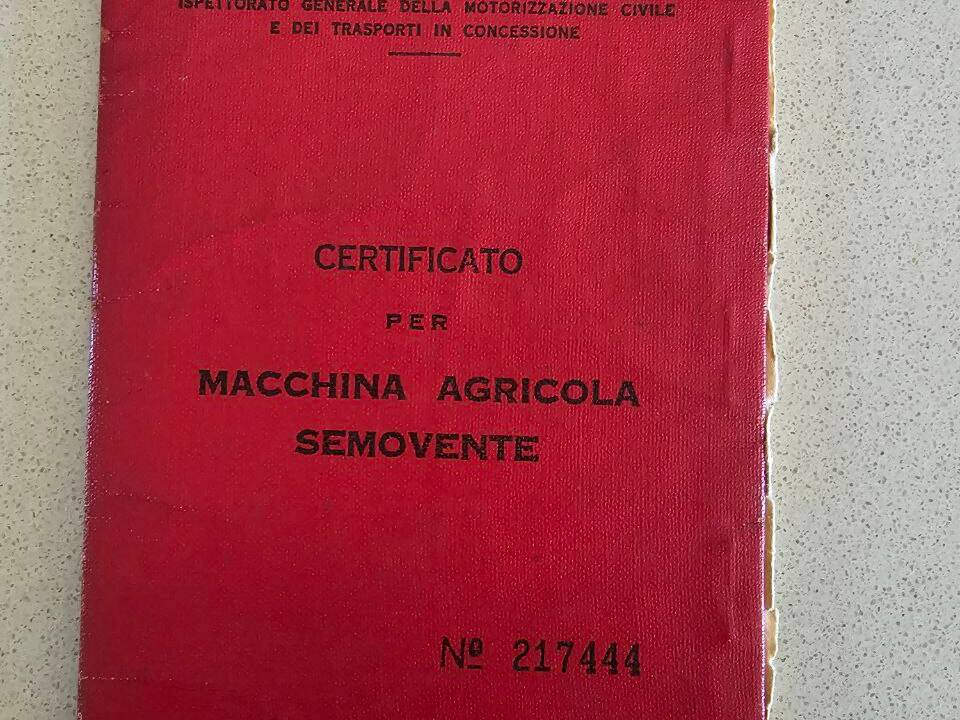 ISPETTORATO GENERALE DELLA MOTORIZZAZIONE CIVILE
E DEI TRASPORTI IN CONCESSIONE
CERTIFICATO
PER
MACCHINA AGRICOLA
SEMOVENTE
Nº 217444